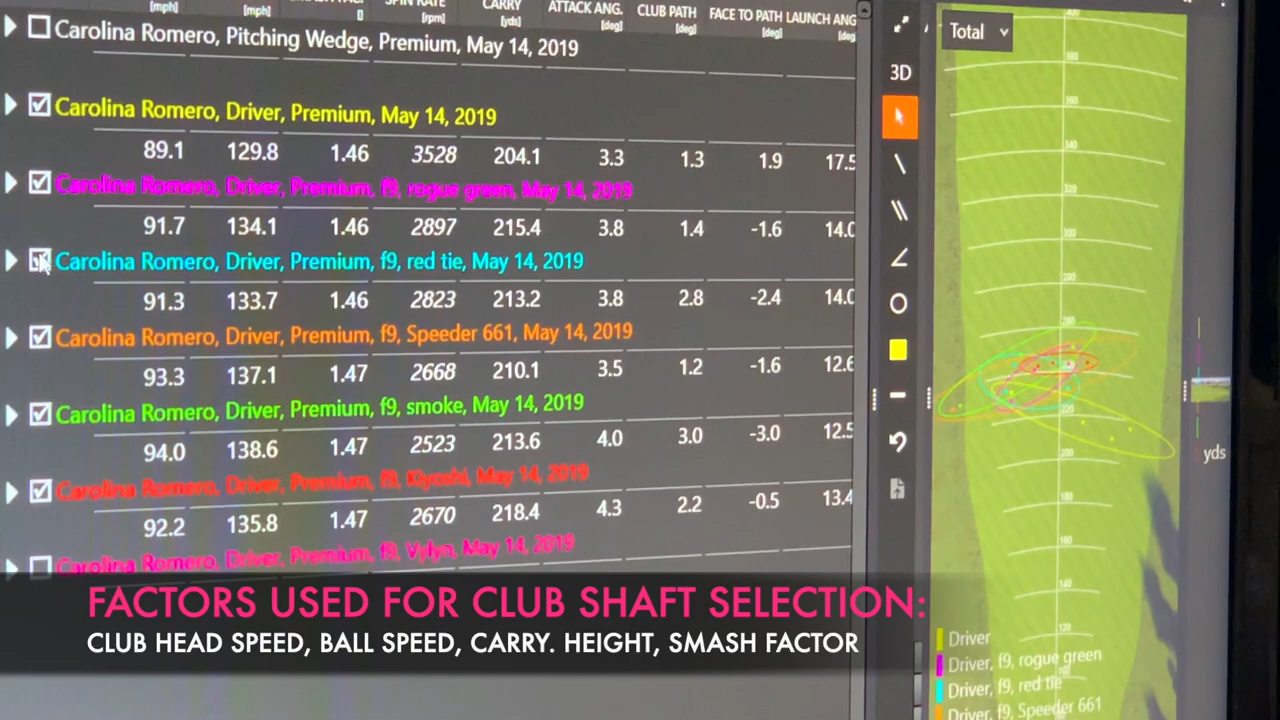 [mph] [mph] [] [rpm] CARRY [yds] ATTACK ANG. [deg] CLUB PATH [deg] FACE TO PATH [deg] LAUNCH ANG [deg
Carolina Romero, Pitching Wedge, Premium, May 14, 2019
Carolina Romero, Driver, Premium, May 14, 2019
89.1 129.8 1.46 3528 204.1 3.3 1.3 1.9 17.5
Carolina Romero, Driver, Premium, f9, rogue green, May 14, 2019
91.7 134.1 1.46 2897 215.4 3.8 1.4 -1.6 14.0
Carolina Romero, Driver, Premium, f9, red tie, May 14, 2019
91.3 133.7 1.46 2823 213.2 3.8 2.8 -2.4 14.0
Carolina Romero, Driver, Premium, f9, Speeder 661, May 14, 2019
93.3 137.1 1.47 2668 210.1 3.5 1.2 -1.6 12.6
Carolina Romero, Driver, Premium, f9, smoke, May 14, 2019
94.0 138.6 1.47 2523 213.6 4.0 3.0 -3.0 12.5
Carolina Romero, Driver, Premium, f9, Kiyoshi, May 14, 2019
92.2 135.8 1.47 2670 218.4 4.3 2.2 -0.5 13.4
Carolina Romero, Driver, Premium, f9, Vylyn, May 14, 2019
FACTORS USED FOR CLUB SHAFT SELECTION:
CLUB HEAD SPEED, BALL SPEED, CARRY. HEIGHT, SMASH FACTOR
3D
Total
360
340
320
300
220
200
180
140
120
yds
Driver
Driver, f9, rogue green
Driver, f9, red tie
Driver, f9, Speeder 661